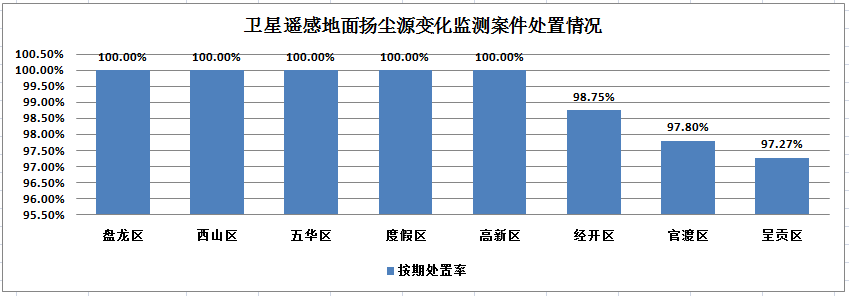 卫星遥感地面扬尘源变化监测案件处置情况
100.50%
100.00%
99.50%
99.00%
98.50%
98.00%
97.50%
97.00%
96.50%
96.00%
95.50%
100.00% 100.00% 100.00% 100.00% 100.00% 98.75% 97.80% 97.27%
盘龙区 西山区 五华区 度假区 高新区 经开区 官渡区 呈贡区
按期处置率